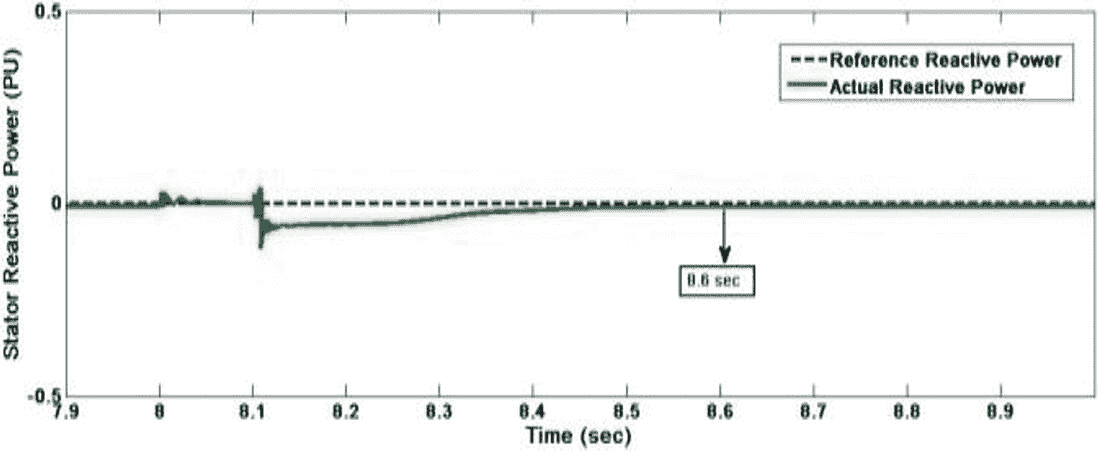 0.5
Reference Reactive Power
Actual Reactive Power
Stator Reactive Power (PU)
0
8.6 sec
-0.5
7.9 8 8.1 8.2 8.3 8.4 8.5 8.6 8.7 8.8 8.9
Time (sec)